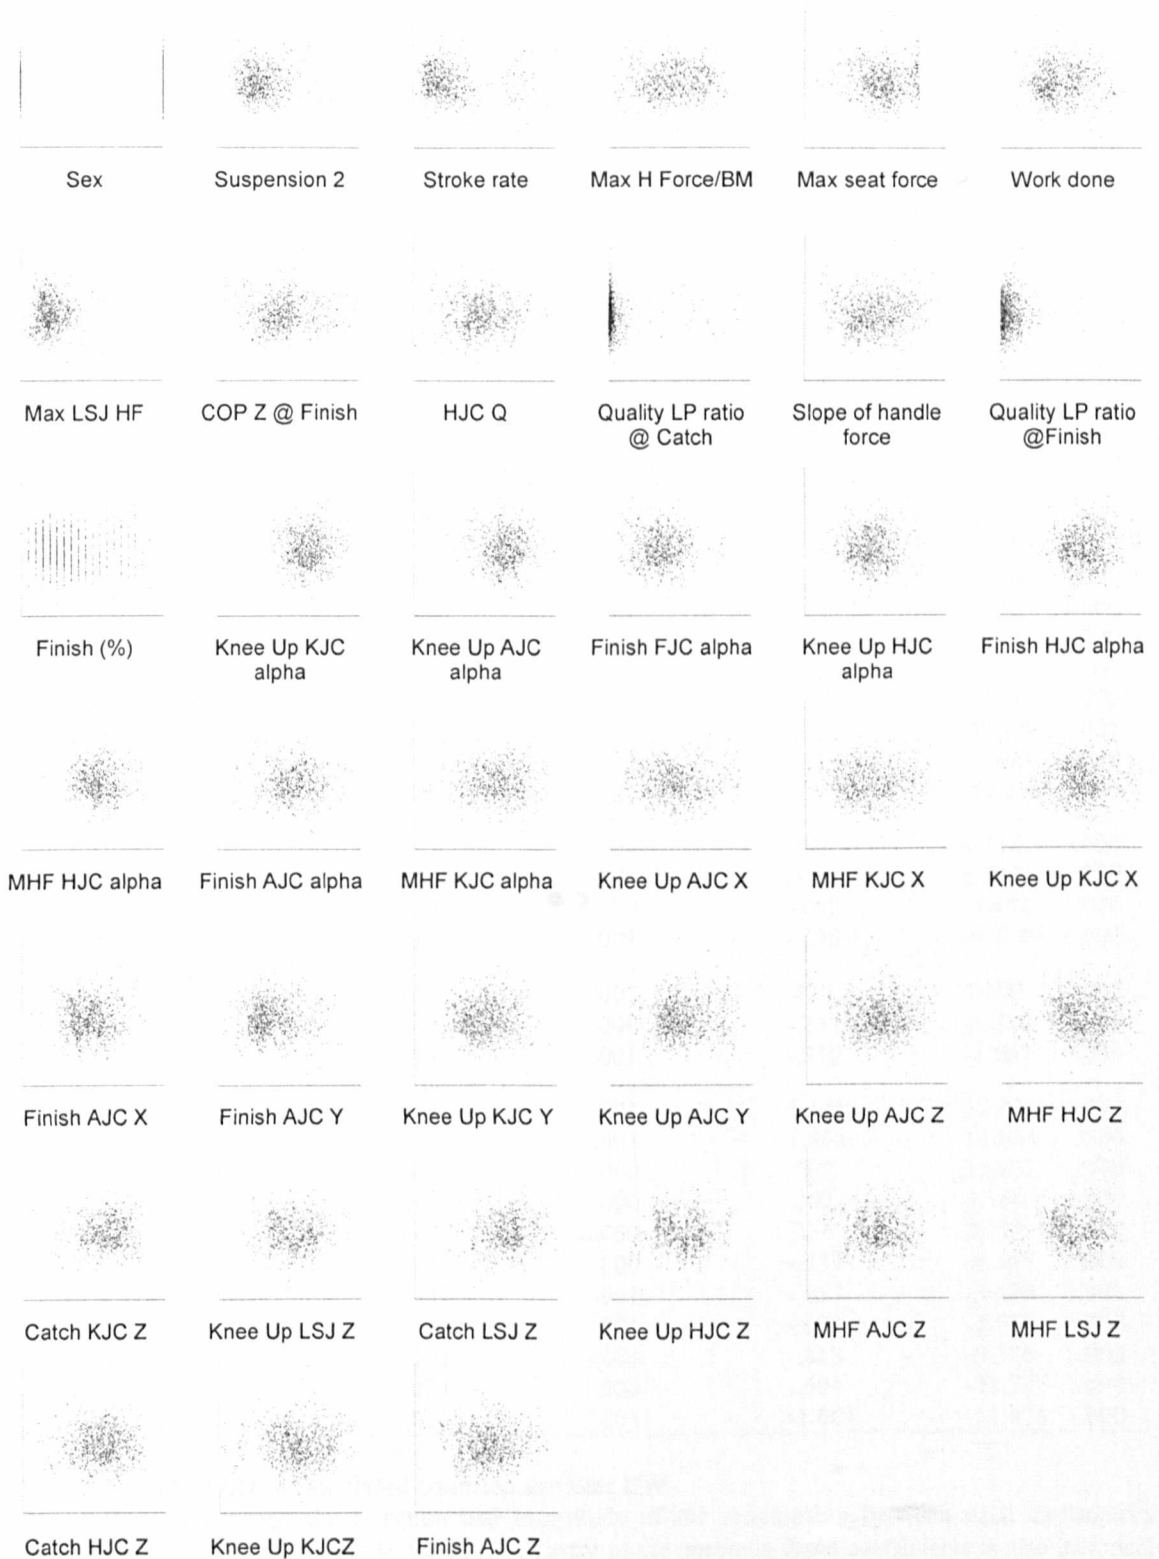 Sex Suspension 2 Stroke rate Max H Force/BM Max seat force Work done
Max LSJ HF COP Z @ Finish HJC Q Quality LP ratio Slope of handle Quality LP ratio
@ Catch force @Finish
Finish (%) Knee Up KJC Knee Up AJC Finish FJC alpha Knee Up HJC Finish HJC alpha
alpha alpha alpha
MHF HJC alpha Finish AJC alpha MHF KJC alpha Knee Up AJC X MHF KJC X Knee Up KJC X
Finish AJC X Finish AJC Y Knee Up KJC Y Knee Up AJC Y Knee Up AJC Z MHF HJC Z
Catch KJC Z Knee Up LSJ Z Catch LSJ Z Knee Up HJC Z MHF AJC Z MHF LSJ Z
Catch HJC Z Knee Up KJCZ Finish AJC Z